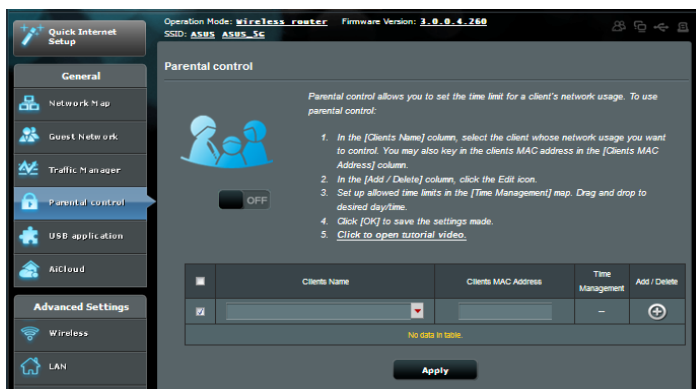 Quick Internet
Setup
Operation Mode: Wireless router Firmware Version: 3.0.0.4.260
SSID: ASUS ASUS_5G
General
Network Map
Guest Network
Traffic Manager
Parental control
USB application
AiCloud
Advanced Settings
Wireless
LAN
Parental control
Parental control allows you to set the time limit for a client's network usage. To use
parental control:
1. In the [Clients Name] column, select the client whose network usage you want
to control. You may also key in the clients MAC address in the [Clients MAC
Address] column.
2. In the [Add / Delete] column, click the Edit icon.
3. Set up allowed time limits in the [Time Management] map. Drag and drop to
desired day/time.
4. Click [OK] to save the settings made.
5. Click to open tutorial video.
OFF
Clients Name Clients MAC Address Time Management Add / Delete
–
No data in table.
Apply